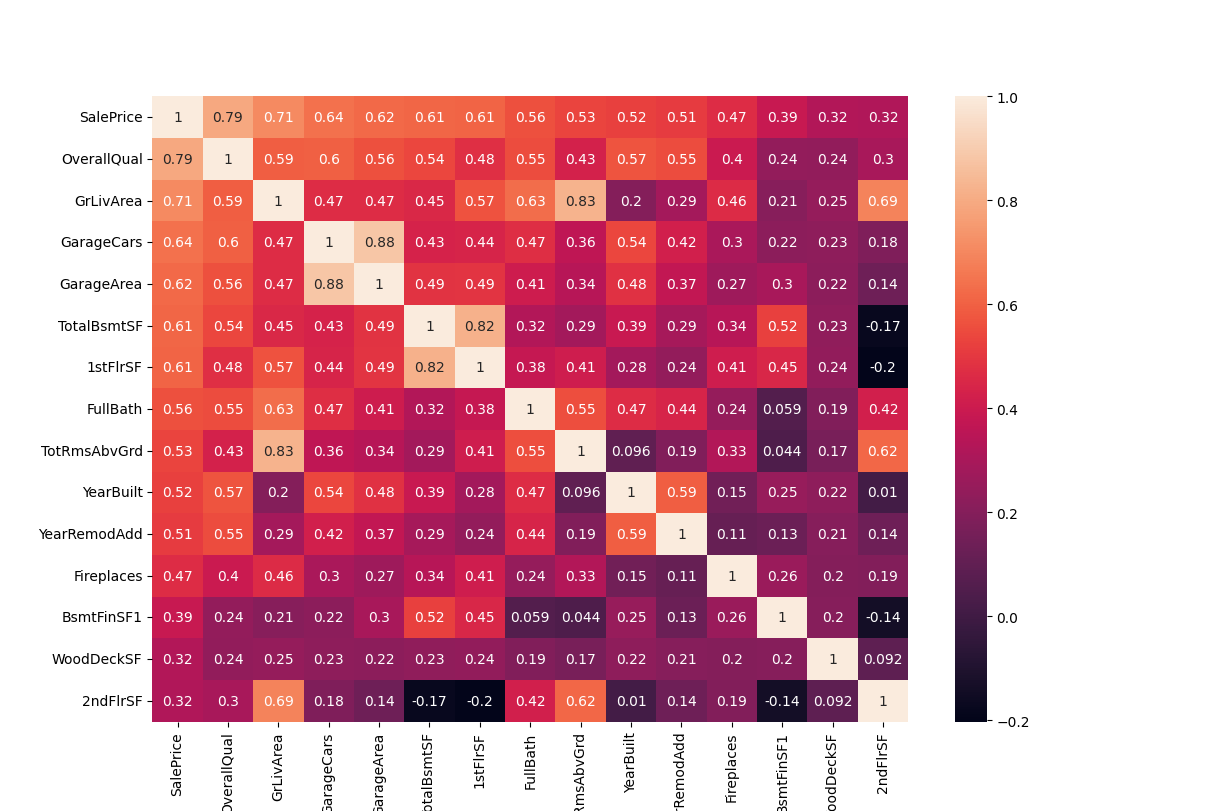 SalePrice 1 0.79 0.71 0.64 0.62 0.61 0.61 0.56 0.53 0.52 0.51 0.47 0.39 0.32 0.32
OverallQual 0.79 1 0.59 0.6 0.56 0.54 0.48 0.55 0.43 0.57 0.55 0.4 0.24 0.24 0.3
GrLivArea 0.71 0.59 1 0.47 0.47 0.45 0.57 0.63 0.83 0.2 0.29 0.46 0.21 0.25 0.69
GarageCars 0.64 0.6 0.47 1 0.88 0.43 0.44 0.47 0.36 0.54 0.42 0.3 0.22 0.23 0.18
GarageArea 0.62 0.56 0.47 0.88 1 0.49 0.49 0.41 0.34 0.48 0.37 0.27 0.3 0.22 0.14
TotalBsmtSF 0.61 0.54 0.45 0.43 0.49 1 0.82 0.32 0.29 0.39 0.29 0.34 0.52 0.23 -0.17
1stFlrSF 0.61 0.48 0.57 0.44 0.49 0.82 1 0.38 0.41 0.28 0.24 0.41 0.45 0.24 -0.2
FullBath 0.56 0.55 0.63 0.47 0.41 0.32 0.38 1 0.55 0.47 0.44 0.24 0.059 0.19 0.42
TotRmsAbvGrd 0.53 0.43 0.83 0.36 0.34 0.29 0.41 0.55 1 0.096 0.19 0.33 0.044 0.17 0.62
YearBuilt 0.52 0.57 0.2 0.54 0.48 0.39 0.28 0.47 0.096 1 0.59 0.15 0.25 0.22 0.01
YearRemodAdd 0.51 0.55 0.29 0.42 0.37 0.29 0.24 0.44 0.19 0.59 1 0.11 0.13 0.21 0.14
Fireplaces 0.47 0.4 0.46 0.3 0.27 0.34 0.41 0.24 0.33 0.15 0.11 1 0.26 0.2 0.19
BsmtFinSF1 0.39 0.24 0.21 0.22 0.3 0.52 0.45 0.059 0.044 0.25 0.13 0.26 1 0.2 -0.14
WoodDeckSF 0.32 0.24 0.25 0.23 0.22 0.23 0.24 0.19 0.17 0.22 0.21 0.2 0.2 1 0.092
2ndFlrSF 0.32 0.3 0.69 0.18 0.14 -0.17 -0.2 0.42 0.62 0.01 0.14 0.19 -0.14 0.092 1
SalePrice
OverallQual
GrLivArea
GarageCars
GarageArea
otalBsmtSF
1stFlrSF
FullBath
RmsAbvGrd
YearBuilt
rRemodAdd
Fireplaces
BsmtFinSF1
oodDeckSF
2ndFlrSF
1.0
0.8
0.6
0.4
0.2
0.0
−0.2